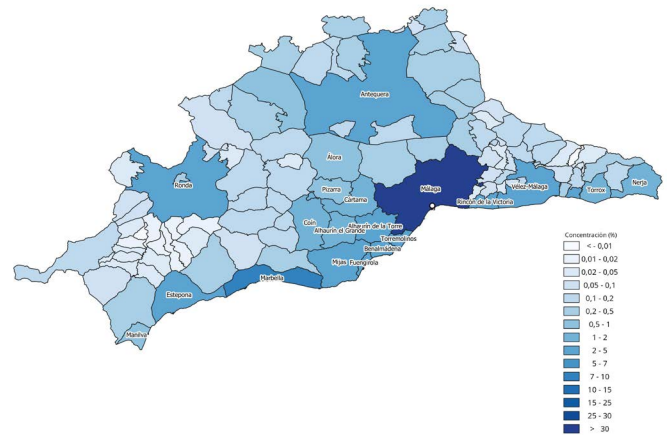 Antequera
Álora
Ronda
Pizarra
Málaga
Nerja
Vélez-Málaga
Torrox
Cártama
Rincón de la Victoria
Coín
Alhaurín de la Torre
Alhaurín el Grande
Torremolinos
Benalmádena
Mijas
Fuengirola
Marbella
Estepona
Manilva
Concentración (%)
< - 0,01
0,01 - 0,02
0,02 - 0,05
0,05 - 0,1
0,1 - 0,2
0,2 - 0,5
0,5 - 1
1 - 2
2 - 5
5 - 7
7 - 10
10 - 15
15 - 25
25 - 30
> 30